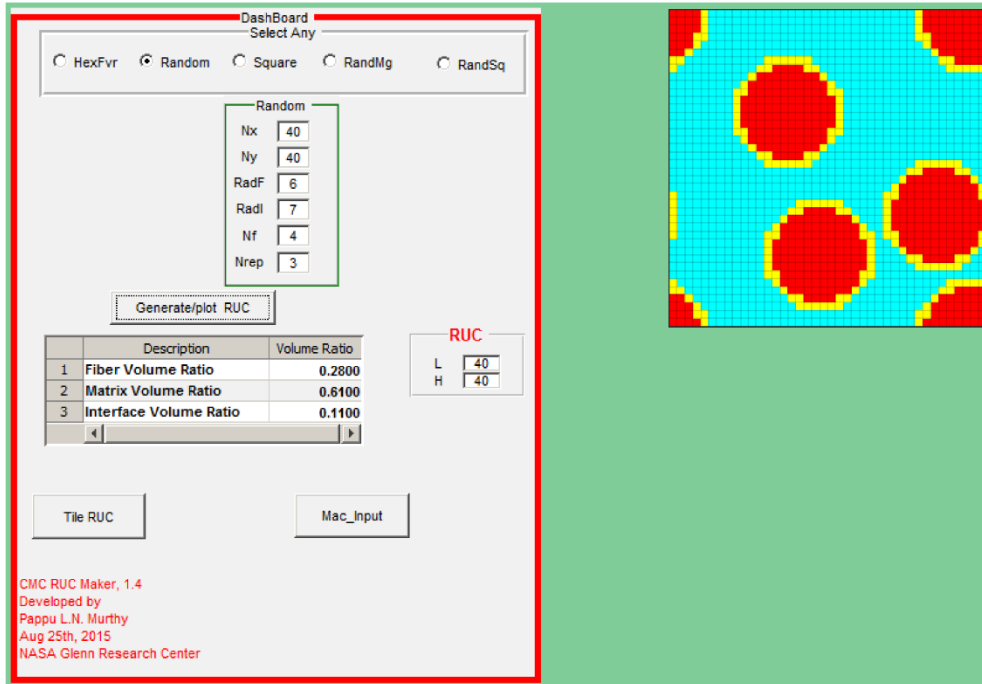 DashBoard
Select Any
HexFvr Random Square RandMg RandSq
Random
Nx 40
Ny 40
RadF 6
RadI 7
Nf 4
Nrep 3
Generate/plot RUC
Description Volume Ratio
1 Fiber Volume Ratio 0.2800
2 Matrix Volume Ratio 0.6100
3 Interface Volume Ratio 0.1100
RUC
L 40
H 40
Tile RUC
Mac_Input
CMC RUC Maker, 1.4
Developed by
Pappu L.N. Murthy
Aug 25th, 2015
NASA Glenn Research Center